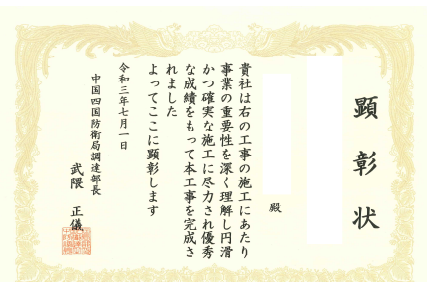 顕彰状
殿
貴社は右の工事の施工にあたり
事業の重要性を深く理解し円滑
かつ確実な施工に尽力され優秀
な成績をもって本工事を完成さ
れました
よってここに顕彰します
令和三年七月一日
中国四国防衛局調達部長
武隈 正儀